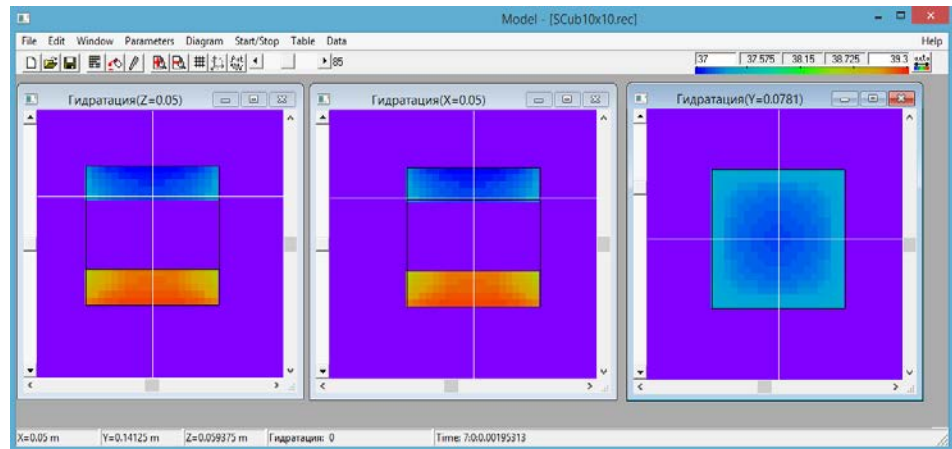 Model - [SCub10x10.rec]
File Edit Window Parameters Diagram Start/Stop Table Data Help
85
37 37.575 38.15 38.725 39.3
Гидратация(Z=0.05)
Гидратация(X=0.05)
Гидратация(Y=0.0781)
X=0.05 m Y=0.14125 m Z=0.059375 m Гидратация: 0 Time: 7:0:0.00195313